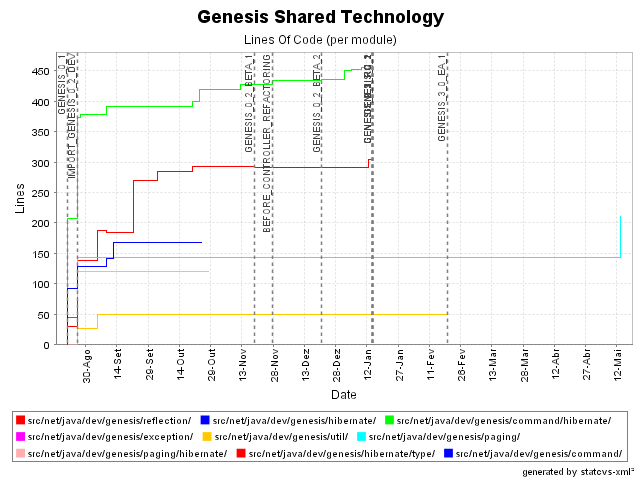 Genesis Shared Technology
Lines Of Code (per module)
GENESIS_0_1
IMPORT_GENESIS_0_2_DEV
GENESIS_0_2_BETA_1
BEFORE_CONTROLLER_REFACTORING
GENESIS_0_2_BETA_2
GENESIS_3_0_EA_1
Lines
450
400
350
300
250
200
150
100
50
0
30-Ago
14-Set
29-Set
14-Out
29-Out
13-Nov
28-Nov
13-Dez
28-Dez
12-Jan
27-Jan
11-Fev
26-Fev
13-Mar
28-Mar
12-Abr
27-Abr
12-Mai
Date
src/net/java/dev/genesis/reflection/ src/net/java/dev/genesis/hibernate/ src/net/java/dev/genesis/command/hibernate/
src/net/java/dev/genesis/exception/ src/net/java/dev/genesis/util/ src/net/java/dev/genesis/paging/
src/net/java/dev/genesis/paging/hibernate/ src/net/java/dev/genesis/hibernate/type/ src/net/java/dev/genesis/command/
generated by statcvs-xml²